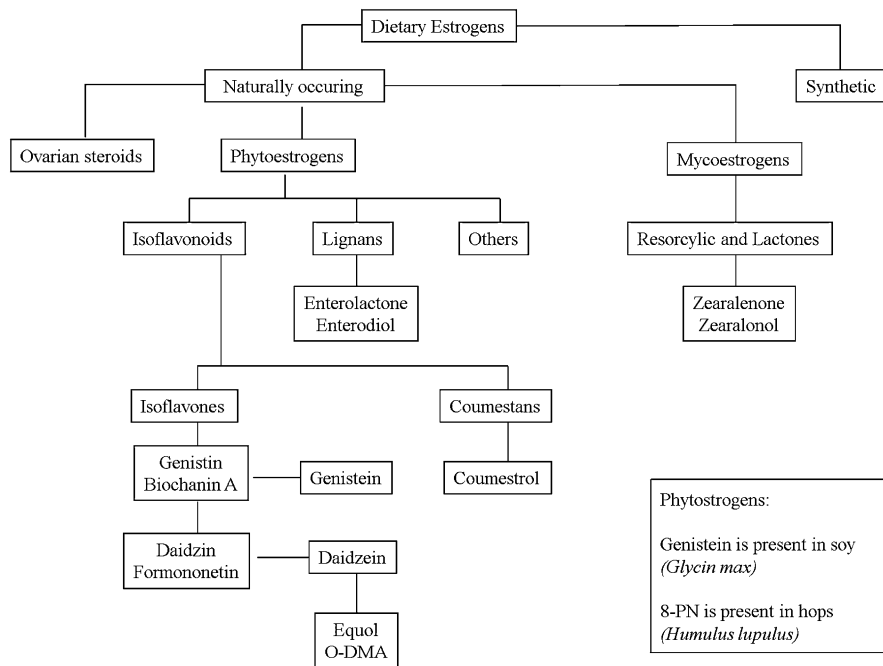 Dietary Estrogens
Naturally occuring
Synthetic
Ovarian steroids
Phytoestrogens
Mycoestrogens
Isoflavonoids
Lignans
Others
Resorcylic and Lactones
Enterolactone
Enterodiol
Zearalenone
Zearalonol
Isoflavones
Coumestans
Genistin
Biochanin A
Genistein
Coumestrol
Daidzin
Formononetin
Daidzein
Equol
O-DMA
Phytostrogens:
Genistein is present in soy
(Glycin max)
8-PN is present in hops
(Humulus lupulus)